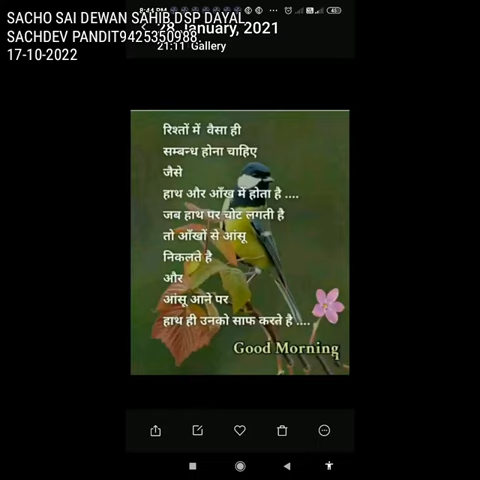 SACHO SAI DEWAN SAHIB,DSP DAYAL
SACHDEV PANDIT9425350988.
17-10-2022
28 January, 2021
21:11 Gallery
रिश्तों में वैसा ही
सम्बन्ध होना चाहिए
जैसे
हाथ और आँख में होता है ....
जब हाथ पर चोट लगती है
तो आँखों से आंसू
निकलते है
और
आंसू आने पर
हाथ ही उनको साफ करते है ....
Good Morning